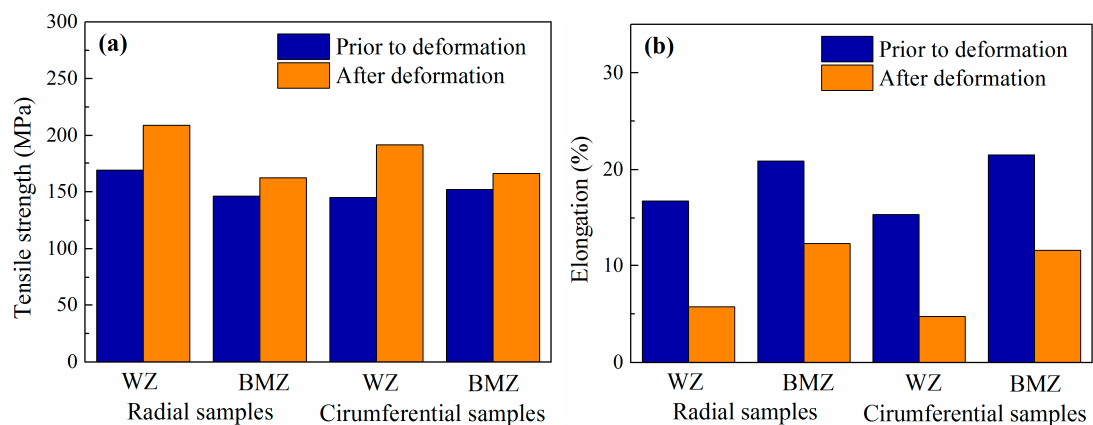 (a)
Prior to deformation
After deformation
Tensile strength (MPa)
300
250
200
150
100
50
0
WZ BMZ WZ BMZ
Radial samples Cirumferential samples
(b)
Prior to deformation
After deformation
Elongation (%)
30
20
10
0
WZ BMZ WZ BMZ
Radial samples Cirumferential samples